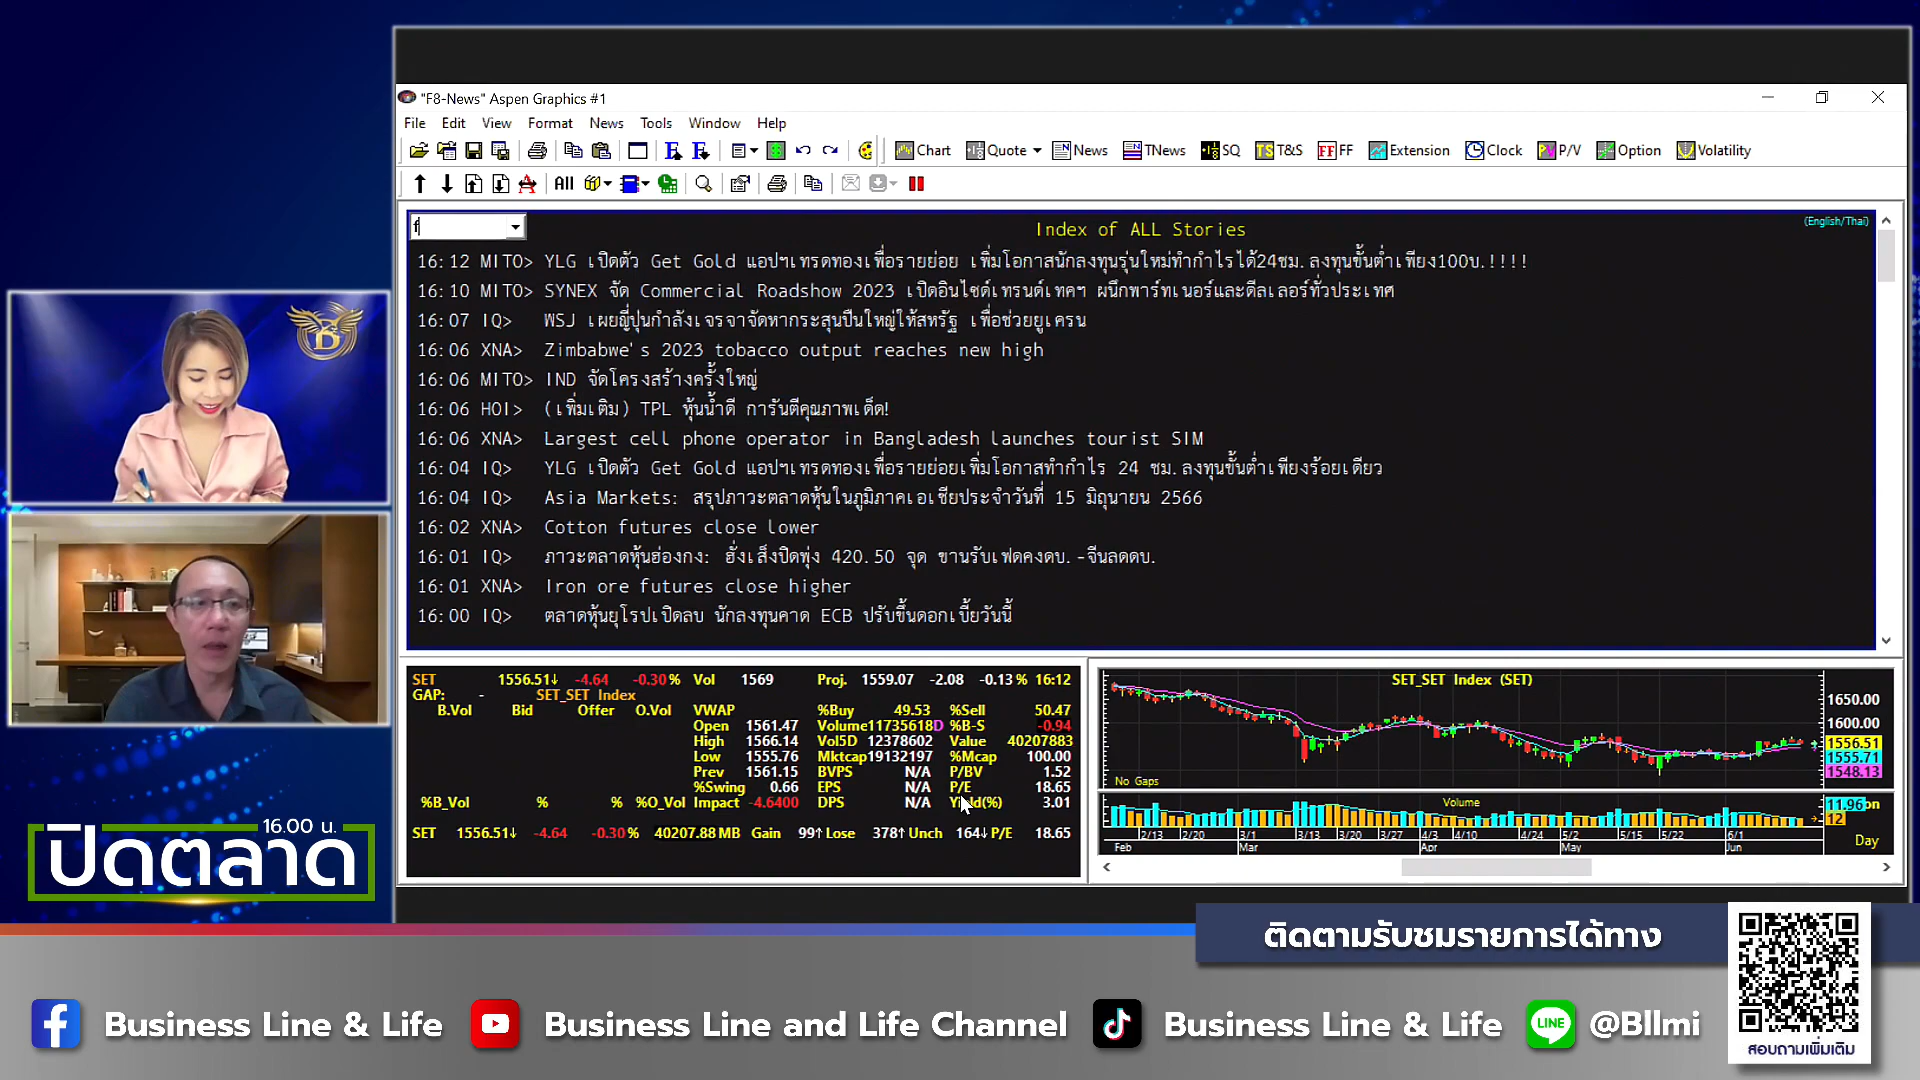 "F8-News" Aspen Graphics #1
File Edit View Format News Tools Window Help
Chart Quote News TNews SQ T&S FF Extension Clock P/V Option Volatility
All
f
Index of ALL Stories
(English/Thai)
16:12 MITO> YLG เปิดตัว Get Gold แอปฯเทรดทองเพื่อรายย่อย เพิ่มโอกาสนักลงทุนรุ่นใหม่ทำกำไรได้24ชม.ลงทุนขั้นต่ำเพียง100บ.!!!!
16:10 MITO> SYNEX จัด Commercial Roadshow 2023 เปิดอินไซด์เทรนด์เทคฯ ผนึกพาร์ทเนอร์และดีลเลอร์ทั่วประเทศ
16:07 IQ> WSJ เผยญี่ปุ่นกำลังเจรจาจัดหากระสุนปืนใหญ่ให้สหรัฐ เพื่อช่วยยูเครน
16:06 XNA> Zimbabwe's 2023 tobacco output reaches new high
16:06 MITO> IND จัดโครงสร้างครั้งใหญ่
16:06 HOI> (เพิ่มเติม) TPL หุ้นน้ำดี การันตีคุณภาพเด็ด!
16:06 XNA> Largest cell phone operator in Bangladesh launches tourist SIM
16:04 IQ> YLG เปิดตัว Get Gold แอปฯเทรดทองเพื่อรายย่อยเพิ่มโอกาสทำกำไร 24 ชม.ลงทุนขั้นต่ำเพียงร้อยเดียว
16:04 IQ> Asia Markets: สรุปภาวะตลาดหุ้นในภูมิภาคเอเชียประจำวันที่ 15 มิถุนายน 2566
16:02 XNA> Cotton futures close lower
16:01 IQ> ภาวะตลาดหุ้นฮ่องกง: ฮั่งเส็งปิดพุ่ง 420.50 จุด ขานรับเฟดคงดบ.-จีนลดดบ.
16:01 XNA> Iron ore futures close higher
16:00 IQ> ตลาดหุ้นยุโรปเปิดลบ นักลงทุนคาด ECB ปรับขึ้นดอกเบี้ยวันนี้
SET 1556.51↓ -4.64 -0.30% Vol 1569 Proj. 1559.07 -2.08 -0.13% 16:12
GAP: - SET_SET Index
B.Vol Bid Offer O.Vol VWAP %Buy 49.53 %Sell 50.47
Open 1561.47 Volume11735618D %B-S -0.94
High 1566.14 Vol5D 12378602 Value 40207883
Low 1555.76 Mktcap19132197 %Mcap 100.00
Prev 1561.15 BVPS N/A P/BV 1.52
%Swing 0.66 EPS N/A P/E 18.65
%B_Vol % % %O_Vol Impact -4.6400 DPS N/A Yield(%) 3.01
SET 1556.51↓ -4.64 -0.30% 40207.88MB Gain 99↑ Lose 378↑ Unch 164↓ P/E 18.65
SET_SET Index (SET)
1650.00
1600.00
1556.51
1555.71
1548.13
No Gaps
Volume
11.96
12
2/13 2/20 3/1 3/13 3/20 3/27 4/3 4/10 4/24 5/2 5/15 5/22 6/1
Feb Mar Apr May Jun
Day
16.00 น.
ปิดตลาด
ติดตามรับชมรายการได้ทาง
Business Line & Life
Business Line and Life Channel
Business Line & Life
LINE
@Bllmi
สอบถามเพิ่มเติม